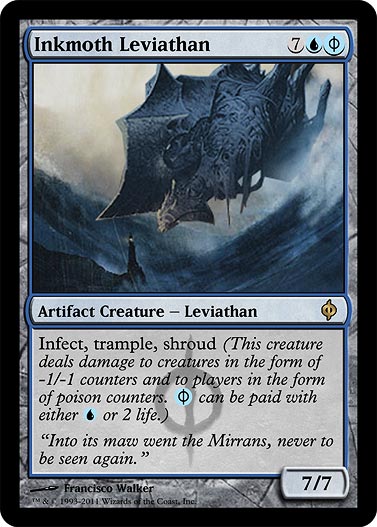 Inkmoth Leviathan 7
Artifact Creature – Leviathan
Infect, trample, shroud (This creature
deals damage to creatures in the form of
-1/-1 counters and to players in the form
of poison counters. can be paid with
either or 2 life.)
“Into its maw went the Mirrans, never to
be seen again.”
7/7
Francisco Walker
™ & © 1993-2011 Wizards of the Coast, Inc.